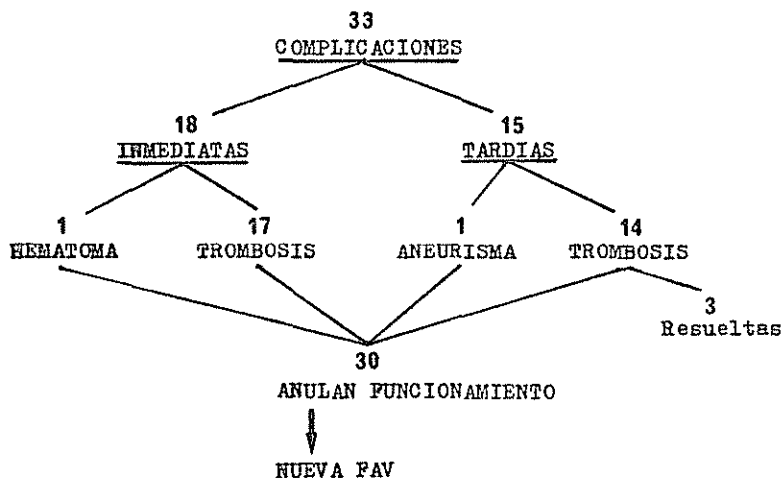 33
COMPLICACIONES
18 15
INMEDIATAS TARDIAS
1 17 1 14
HEMATOMA TROMBOSIS ANEURISMA TROMBOSIS
3
Resueltas
30
ANULAN FUNCIONAMIENTO
NUEVA FAV